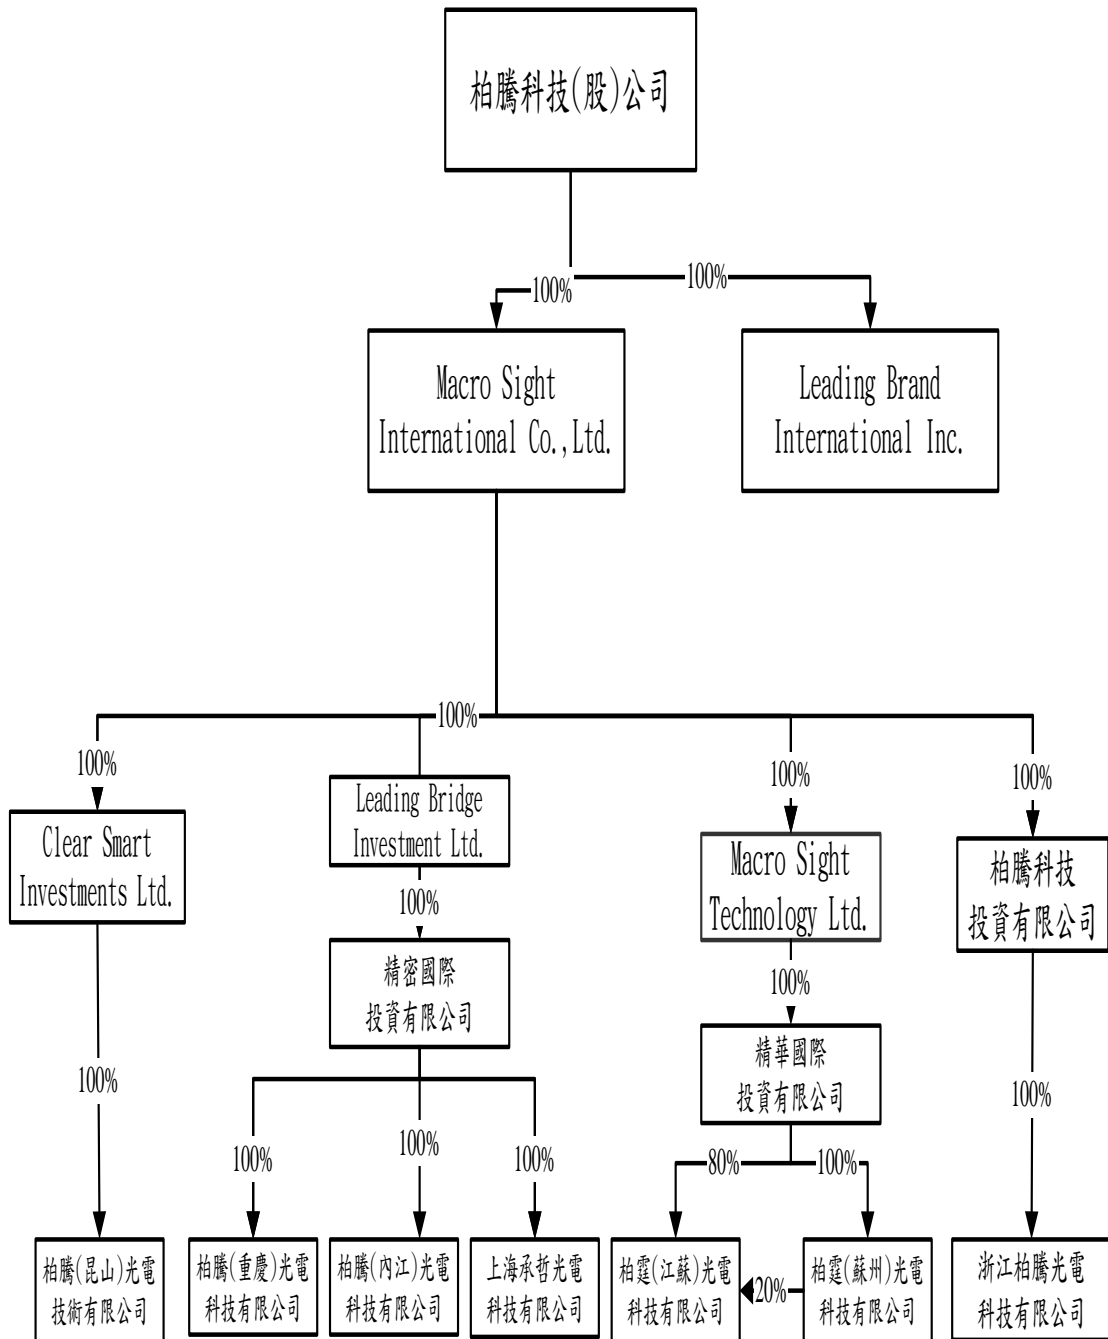 柏騰科技(股)公司
100%
100%
Macro Sight
International Co.,Ltd.
Leading Brand
International Inc.
100%
100%
100%
100%
Clear Smart
Investments Ltd.
Leading Bridge
Investment Ltd.
Macro Sight
Technology Ltd.
柏騰科技
投資有限公司
100%
100%
精密國際
投資有限公司
精華國際
投資有限公司
100%
100%
100%
100%
100%
80%
100%
柏騰(昆山)光電
技術有限公司
柏騰(重慶)光電
科技有限公司
柏騰(內江)光電
科技有限公司
上海承哲光電
科技有限公司
柏霆(江蘇)光電
科技有限公司
20%
柏霆(蘇州)光電
科技有限公司
浙江柏騰光電
科技有限公司